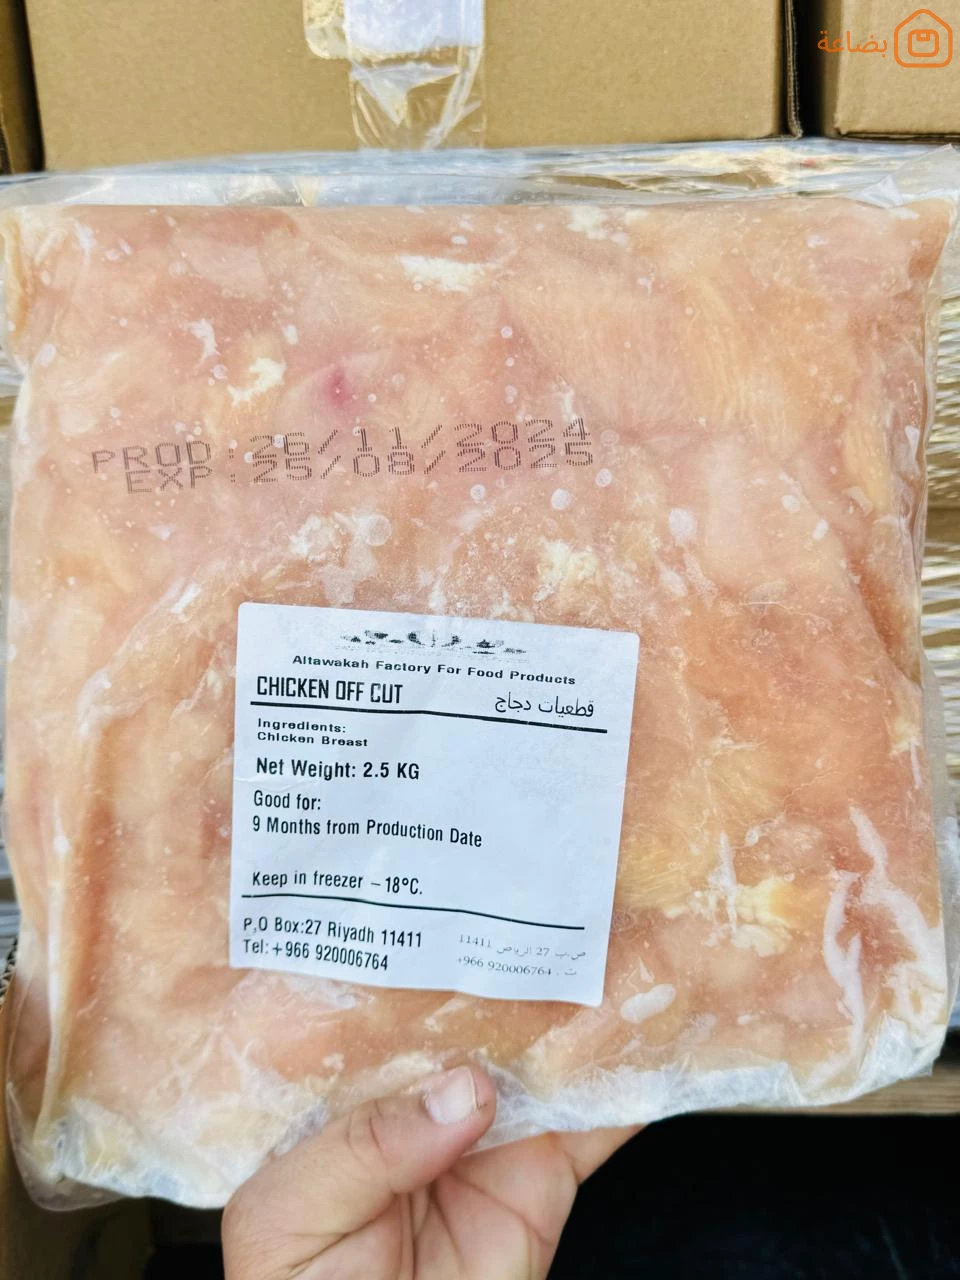 بضاعة
PROD:26/11/2024
EXP:25/08/2025
Altawakah Factory For Food Products
CHICKEN OFF CUT
قطعيات دجاج
Ingredients:
Chicken Breast
Net Weight: 2.5 KG
Good for:
9 Months from Production Date
Keep in freezer –18°C.
P,O Box:27 Riyadh 11411
Tel:+966 920006764
ص.ب 27 الرياض 11411
ت . +966 920006764